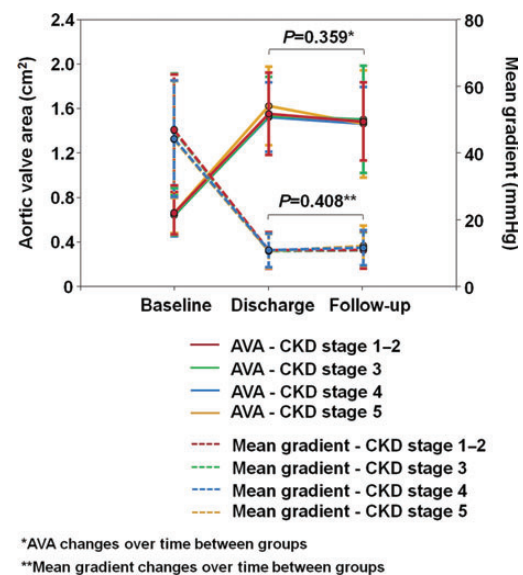 2.4
2.0
1.6
1.2
0.8
0.4
0
Aortic valve area (cm²)
80
60
40
20
0
Mean gradient (mmHg)
P=0.359*
P=0.408**
Baseline Discharge Follow-up
AVA - CKD stage 1–2
AVA - CKD stage 3
AVA - CKD stage 4
AVA - CKD stage 5
Mean gradient - CKD stage 1–2
Mean gradient - CKD stage 3
Mean gradient - CKD stage 4
Mean gradient - CKD stage 5
*AVA changes over time between groups
**Mean gradient changes over time between groups